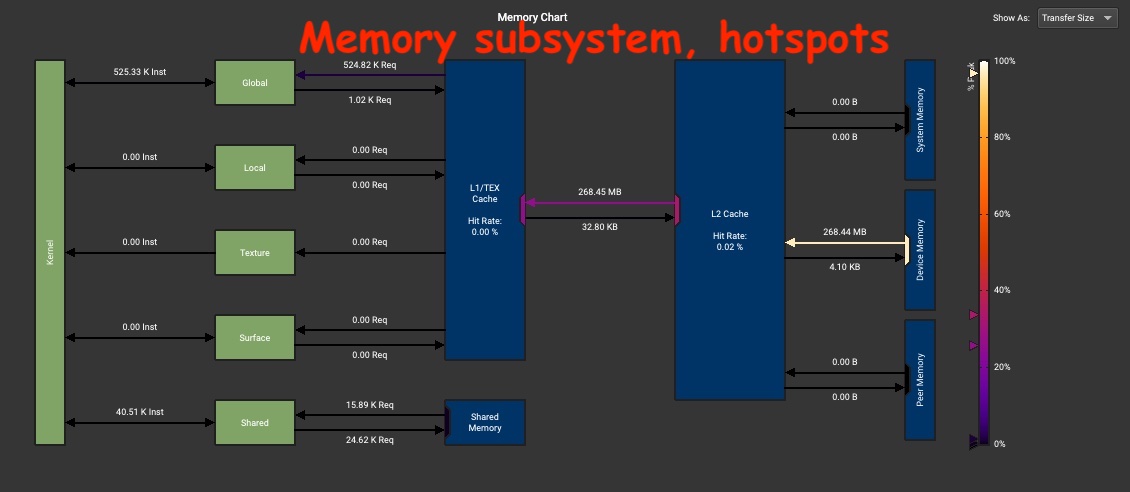 Memory Chart
Show As: Transfer Size
Memory subsystem, hotspots
Kernel
525.33 K Inst
Global
524.82 K Req
1.02 K Req
0.00 Inst
Local
0.00 Req
0.00 Req
0.00 Inst
Texture
0.00 Req
0.00 Inst
Surface
0.00 Req
0.00 Req
40.51 K Inst
Shared
15.89 K Req
24.62 K Req
L1/TEX
Cache
Hit Rate:
0.00 %
Shared
Memory
268.45 MB
32.80 KB
L2 Cache
Hit Rate:
0.02 %
0.00 B
0.00 B
System Memory
268.44 MB
4.10 KB
Device Memory
0.00 B
0.00 B
Peer Memory
100%
80%
60%
40%
20%
0%